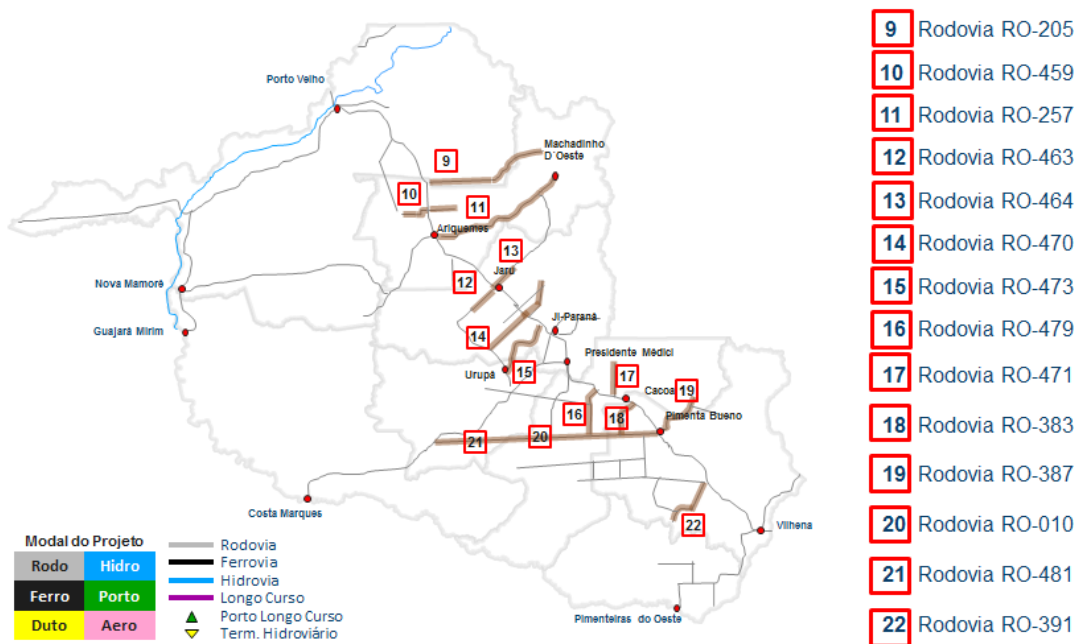 Porto Velho
Machadinho
D´Oeste
9
10
11
Ariquemes
13
12
Jaru
Nova Mamoré
Guajará Mirim
14
Ji-Paraná
Urupá
15
Presidente Médici
17
Cacoal
19
16
18
Pimenta Bueno
21
20
Costa Marques
22
Vilhena
Pimenteiras do Oeste
Modal do Projeto
Rodo
Hidro
Ferro
Porto
Duto
Aero
Rodovia
Ferrovia
Hidrovia
Longo Curso
Porto Longo Curso
Term. Hidroviário
9 Rodovia RO-205
10 Rodovia RO-459
11 Rodovia RO-257
12 Rodovia RO-463
13 Rodovia RO-464
14 Rodovia RO-470
15 Rodovia RO-473
16 Rodovia RO-479
17 Rodovia RO-471
18 Rodovia RO-383
19 Rodovia RO-387
20 Rodovia RO-010
21 Rodovia RO-481
22 Rodovia RO-391